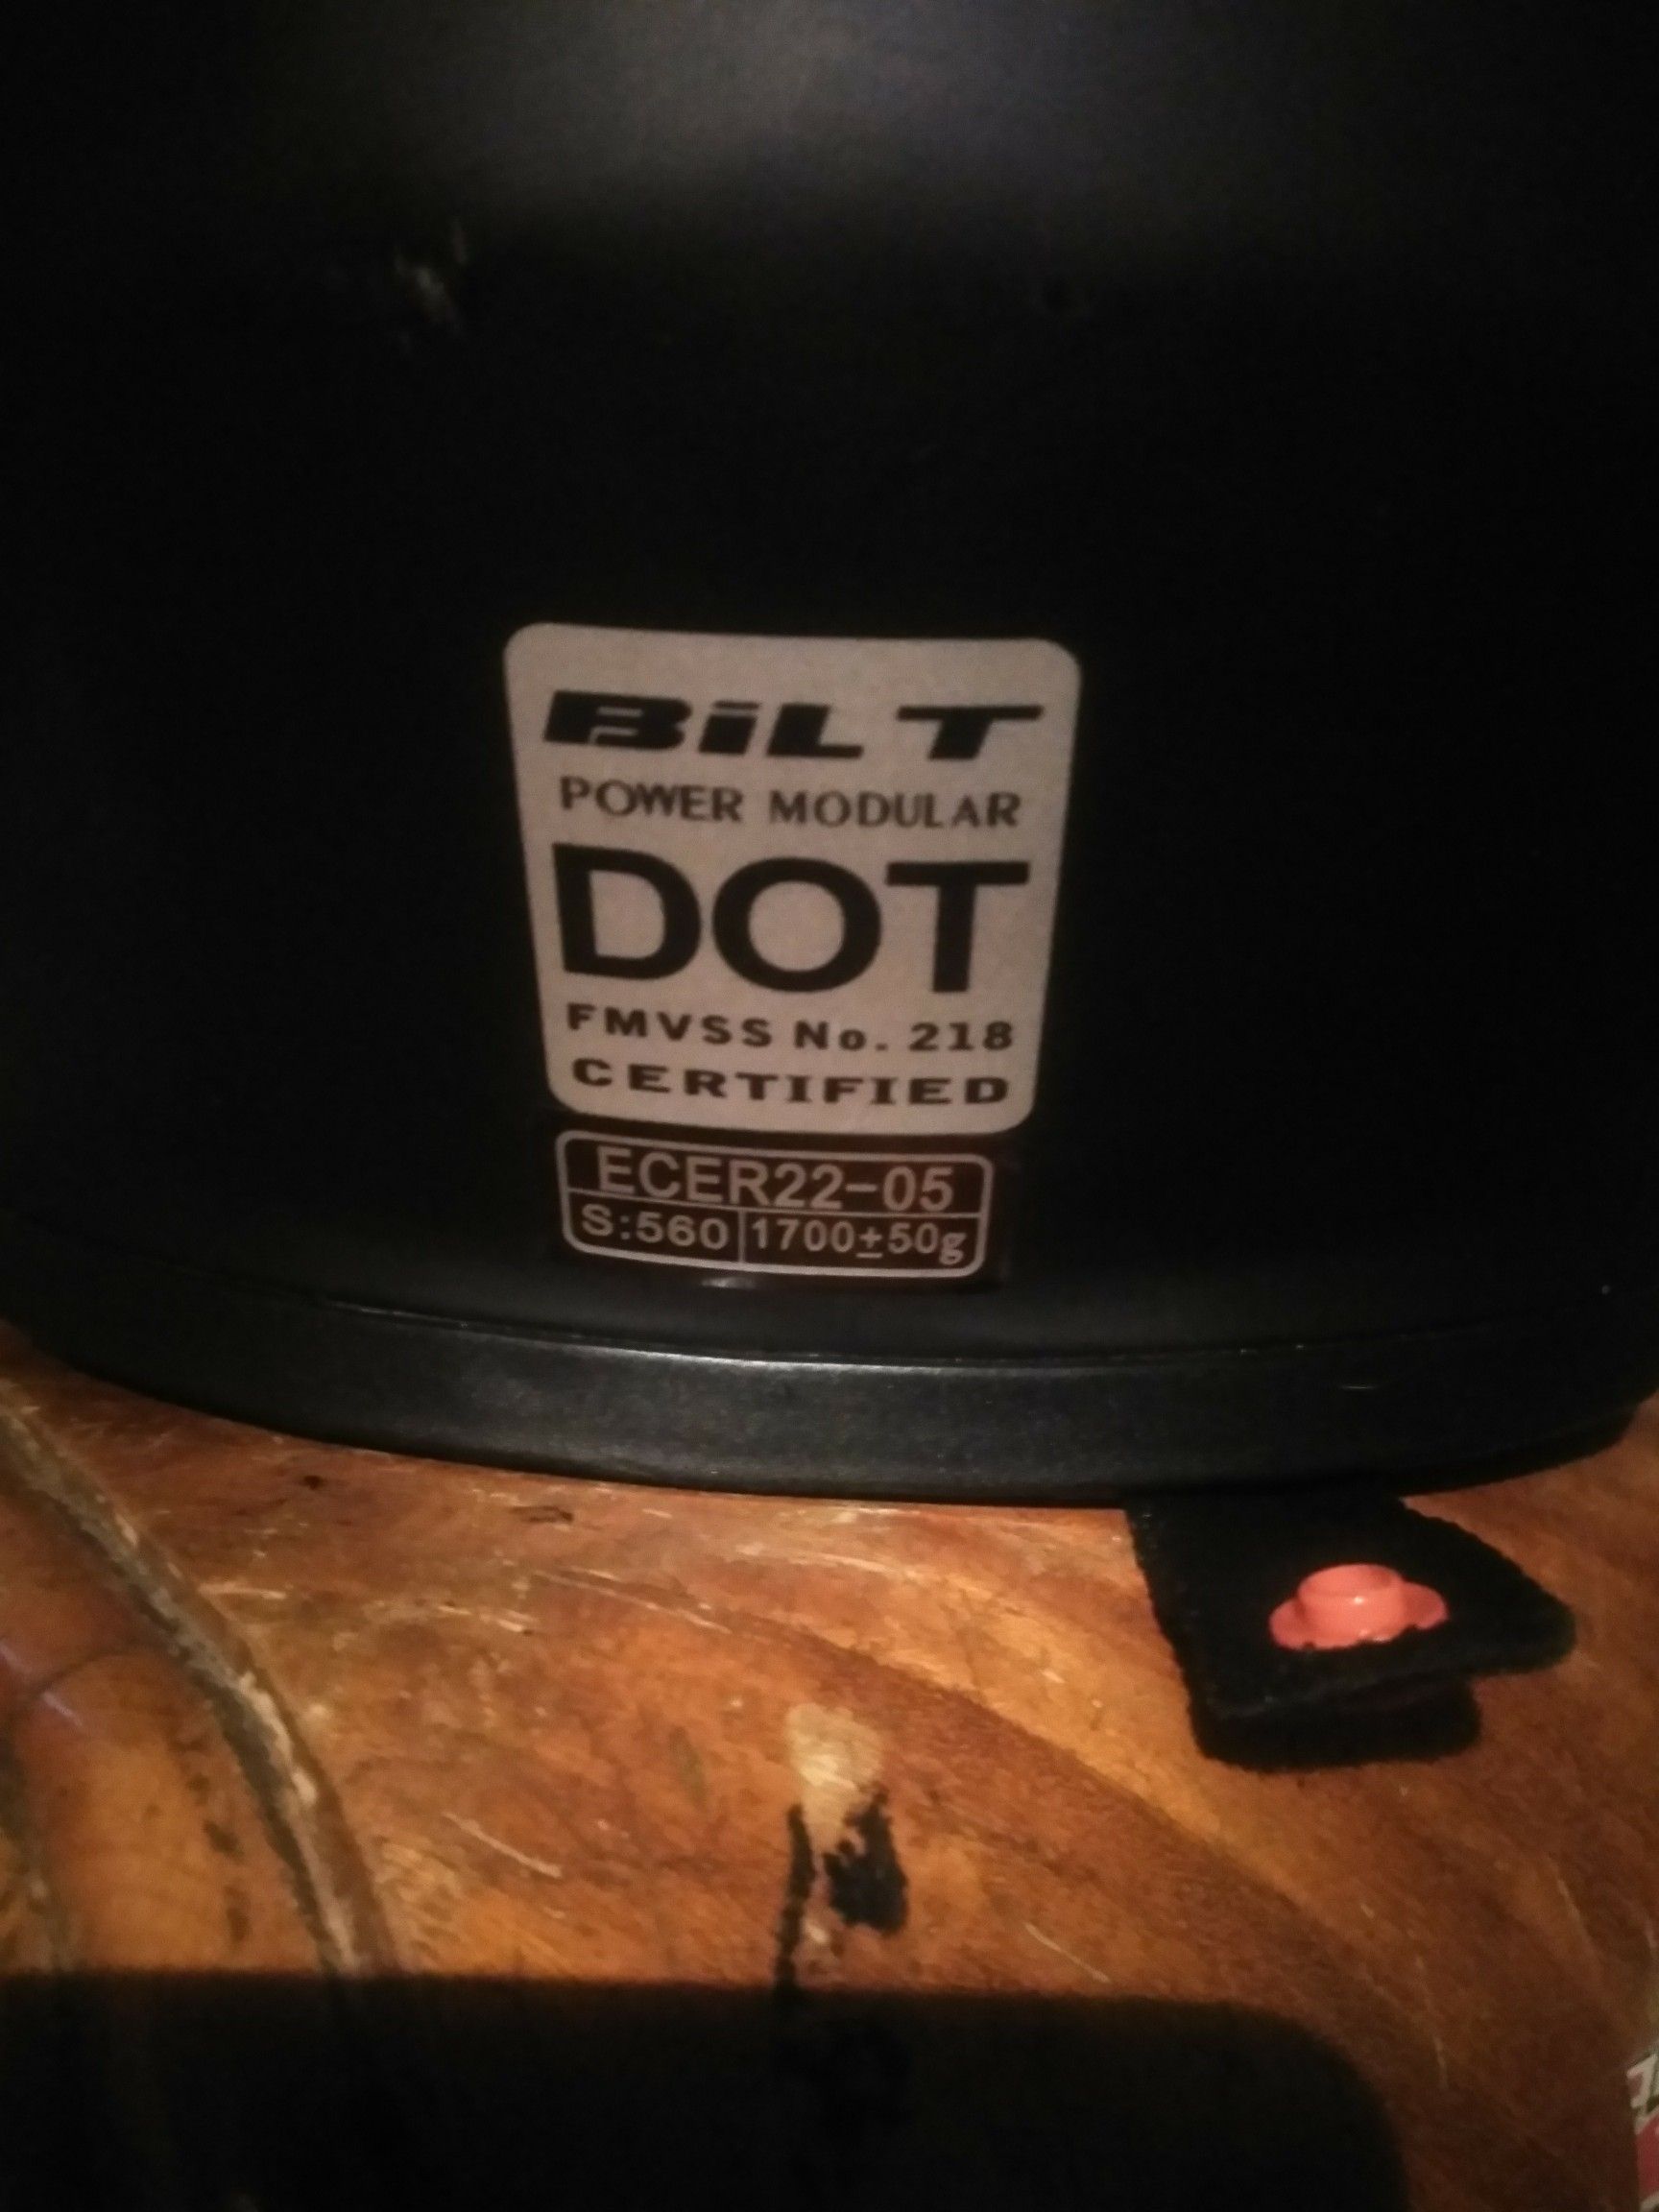 BiLT
POWER MODULAR
DOT
FMVSS No. 218
CERTIFIED
ECER22-05
S:560 1700±50g